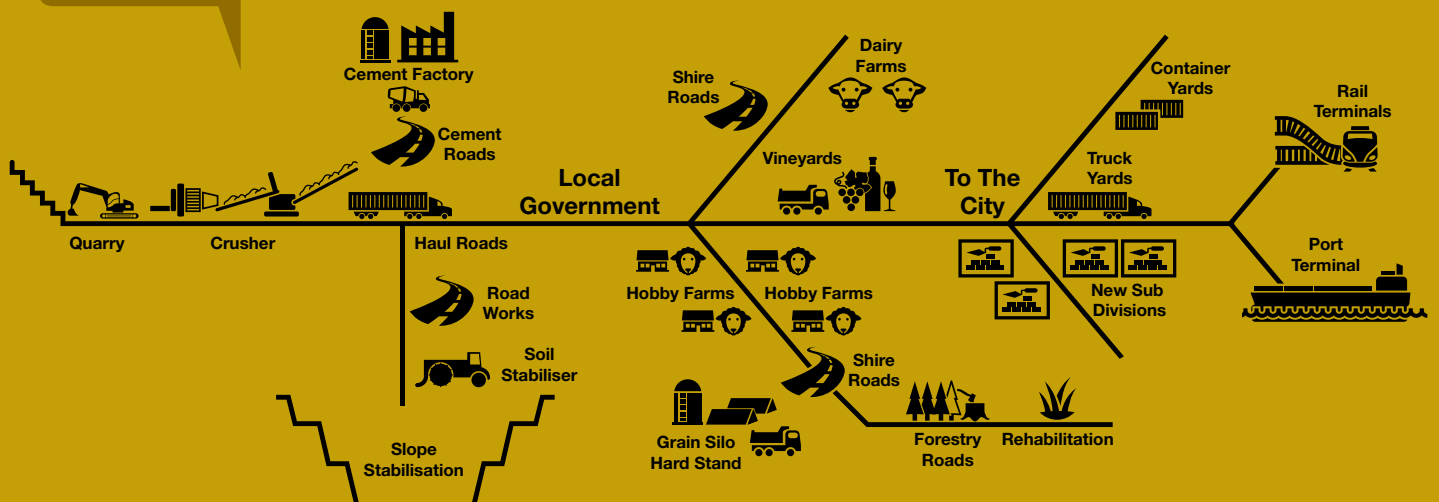 Cement Factory
Cement
Roads
Quarry
Crusher
Haul Roads
Road
Works
Soil
Stabiliser
Slope
Stabilisation
Local
Government
Shire
Roads
Dairy
Farms
Vineyards
Hobby Farms
Hobby Farms
Shire
Roads
Grain Silo
Hard Stand
Forestry
Roads
Rehabilitation
To The
City
Container
Yards
Truck
Yards
New Sub
Divisions
Rail
Terminals
Port
Terminal